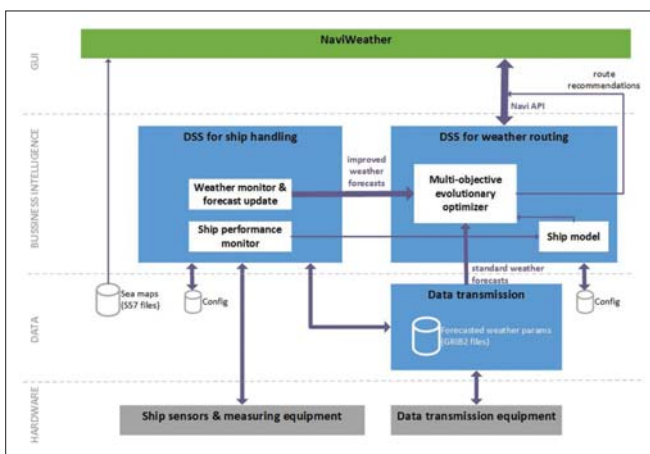 GUI
NaviWeather
route
recommendations
Navi API
BUSSINESS INTELLIGENCE
DSS for ship handling
DSS for weather routing
improved
weather
forecasts
Weather monitor &
forecast update
Multi-objective
evolutionary
optimizer
Ship performance
monitor
Ship model
standard weather
forecasts
DATA
Sea maps
(S57 files)
Config
Data transmission
Forecasted weather params
(GRIB2 files)
Config
HARDWARE
Ship sensors & measuring equipment
Data transmission equipment